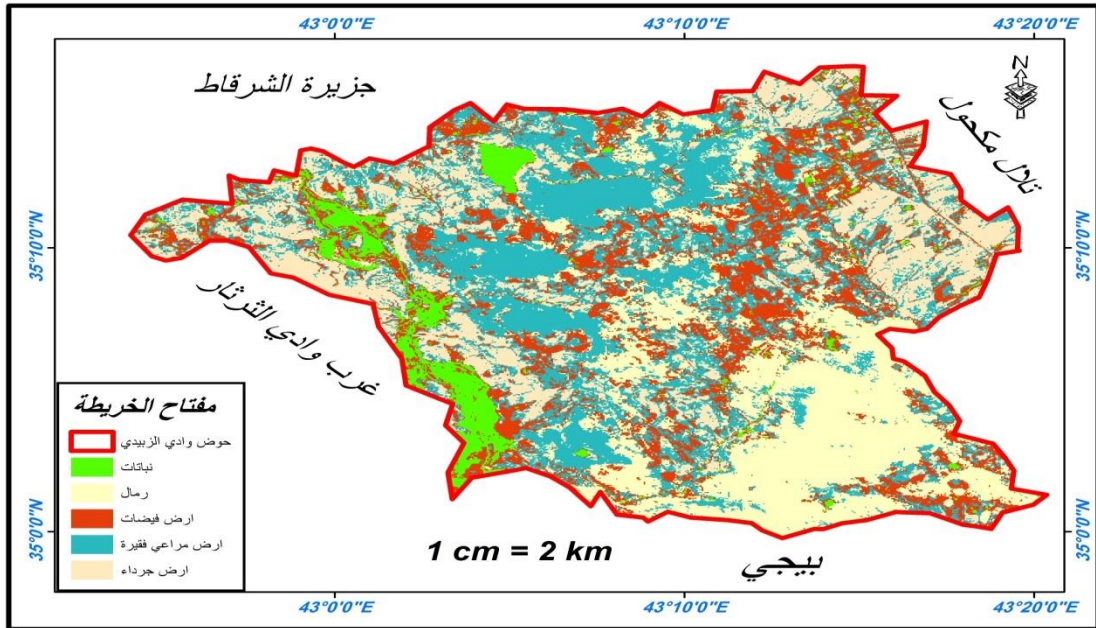 43°0'0"E 43°10'0"E 43°20'0"E
N
جزيرة الشرقاط
تلال مكحول
35°10'0"N 35°10'0"N
غرب وادي الثرثار
مفتاح الخريطة
حوض وادي الزبيدي
نباتات
رمال
ارض فيضات
ارض مراعي فقيرة
ارض جرداء
35°0'0"N 35°0'0"N
1 cm = 2 km
بيجي
43°0'0"E 43°10'0"E 43°20'0"E